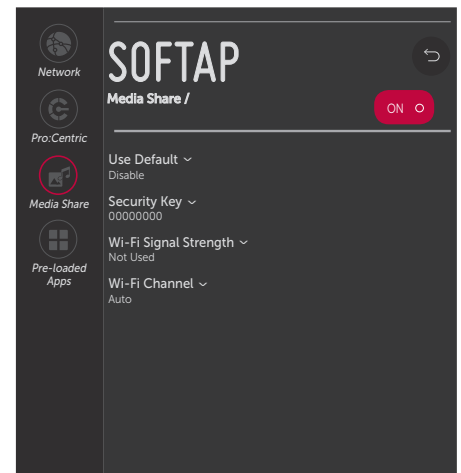 Network
Pro:Centric
Media Share
Pre-loaded
Apps
SOFTAP
Media Share /
ON
Use Default
Disable
Security Key
00000000
Wi-Fi Signal Strength
Not Used
Wi-Fi Channel
Auto